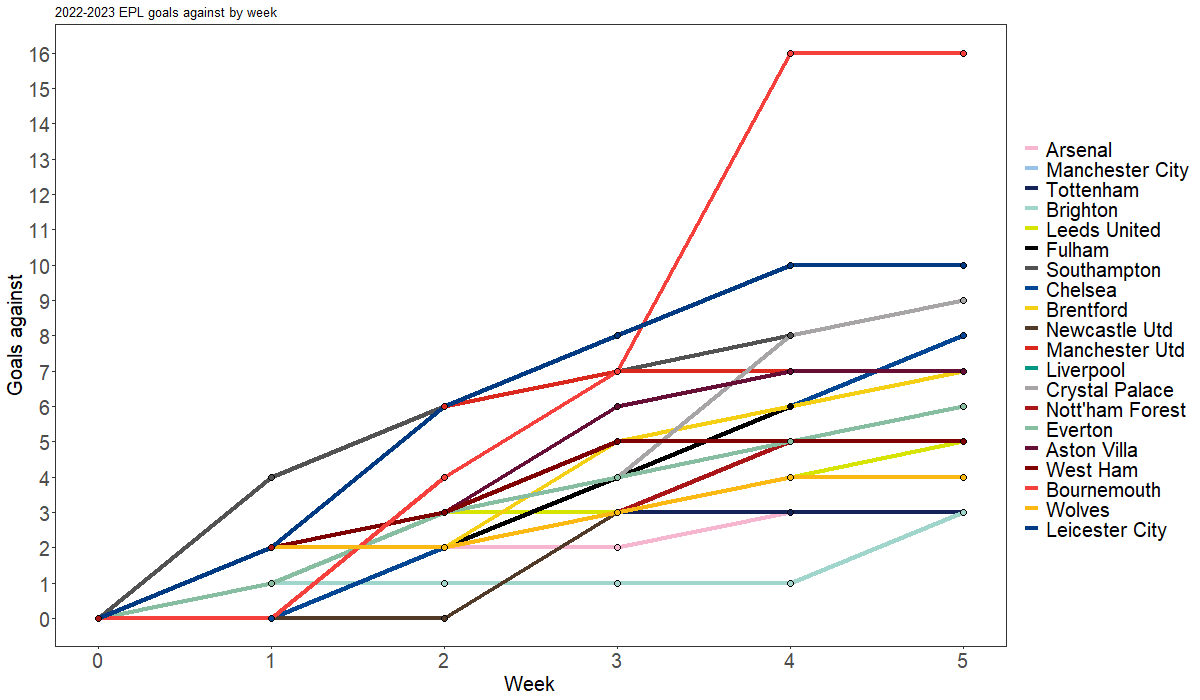 2022-2023 EPL goals against by week
16
15
14
13
12
11
10
9
8
7
6
5
4
3
2
1
0
Goals against
0 1 2 3 4 5
Week
Arsenal
Manchester City
Tottenham
Brighton
Leeds United
Fulham
Southampton
Chelsea
Brentford
Newcastle Utd
Manchester Utd
Liverpool
Crystal Palace
Nott'ham Forest
Everton
Aston Villa
West Ham
Bournemouth
Wolves
Leicester City